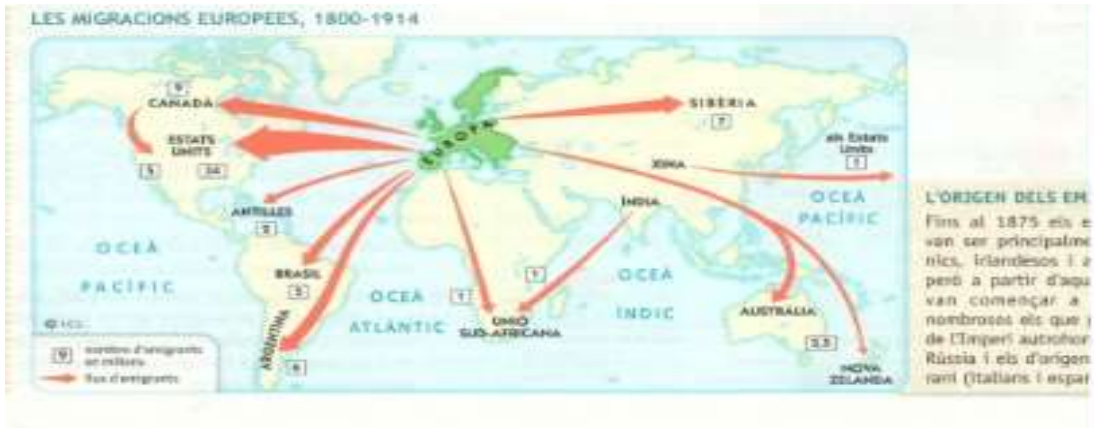 LES MIGRACIONS EUROPEES, 1800-1914
9
CANADÀ
ESTATS
UNITS
5
34
ANTILLES
BRASIL
ARGENTINA
6
EUROPA
SIBÈRIA
7
XINA
als Estats
Units
1
ÍNDIA
1
1
UNIÓ
SUD-AFRICANA
AUSTRÀLIA
3,5
NOVA
ZELANDA
OCEÀ
PACÍFIC
OCEÀ
ATLÀNTIC
OCEÀ
ÍNDIC
OCEÀ
PACÍFIC
9
nombre d'emigrants
en milions
flux d'emigrants
L'ORIGEN DELS EM
Fins al 1875 els e
van ser principalme
nics, irlandesos i
però a partir d'aqu
van començar a
nombrosos els que
de l'Imperi
Rússia i els d'origen
rani (italians i espan